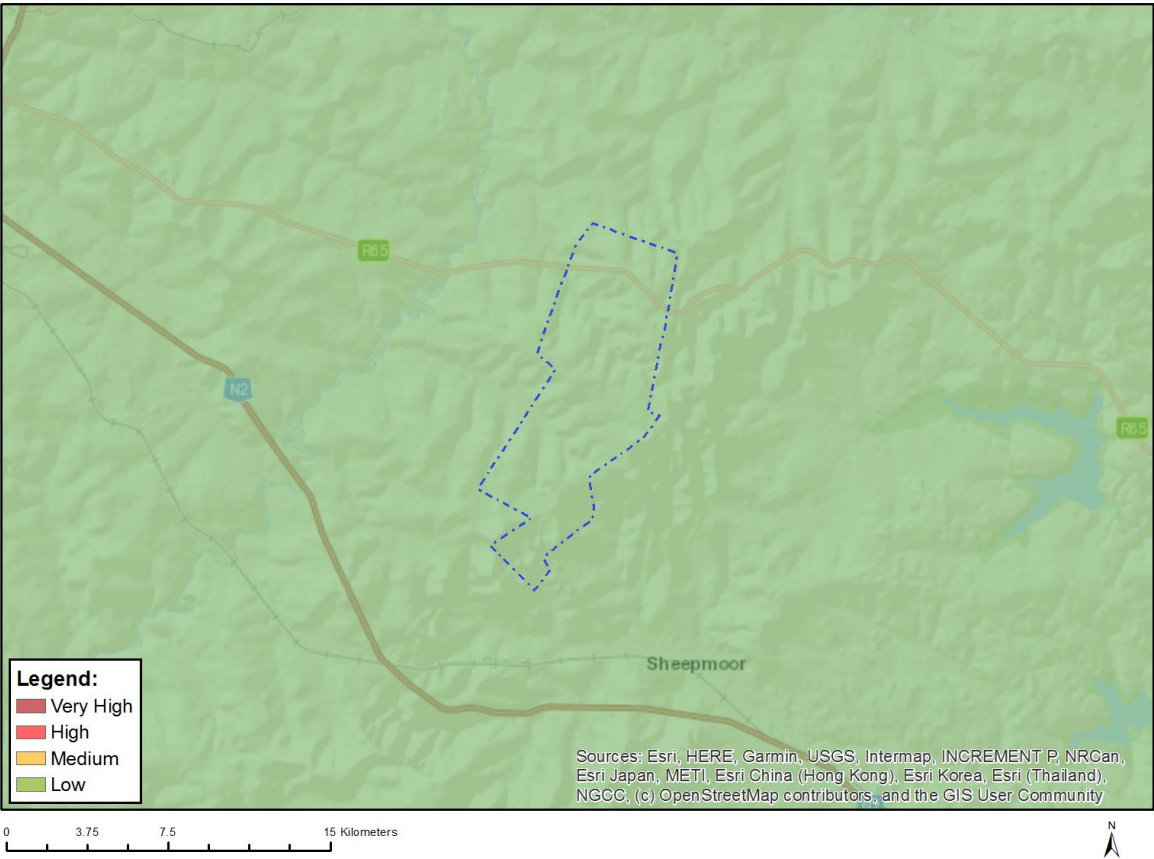 R65
N2
R65
Sheepmoor
Legend:
Very High
High
Medium
Low
Sources: Esri, HERE, Garmin, USGS, Intermap, INCREMENT P, NRCan,
Esri Japan, METI, Esri China (Hong Kong), Esri Korea, Esri (Thailand),
NGCC, (c) OpenStreetMap contributors, and the GIS User Community
0 3.75 7.5 15 Kilometers
N